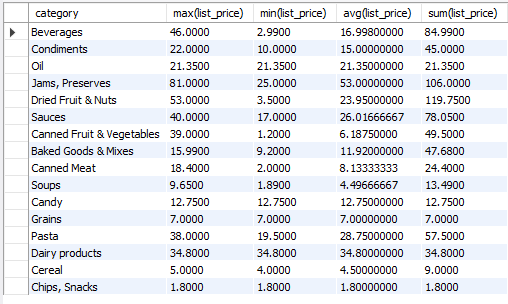 category max(list_price) min(list_price) avg(list_price) sum(list_price)
Beverages 46.0000 2.9900 16.99800000 84.9900
Condiments 22.0000 10.0000 15.00000000 45.0000
Oil 21.3500 21.3500 21.35000000 21.3500
Jams, Preserves 81.0000 25.0000 53.00000000 106.0000
Dried Fruit & Nuts 53.0000 3.5000 23.95000000 119.7500
Sauces 40.0000 17.0000 26.01666667 78.0500
Canned Fruit & Vegetables 39.0000 1.2000 6.18750000 49.5000
Baked Goods & Mixes 15.9900 9.2000 11.92000000 47.6800
Canned Meat 18.4000 2.0000 8.13333333 24.4000
Soups 9.6500 1.8900 4.49666667 13.4900
Candy 12.7500 12.7500 12.75000000 12.7500
Grains 7.0000 7.0000 7.00000000 7.0000
Pasta 38.0000 19.5000 28.75000000 57.5000
Dairy products 34.8000 34.8000 34.80000000 34.8000
Cereal 5.0000 4.0000 4.50000000 9.0000
Chips, Snacks 1.8000 1.8000 1.80000000 1.8000